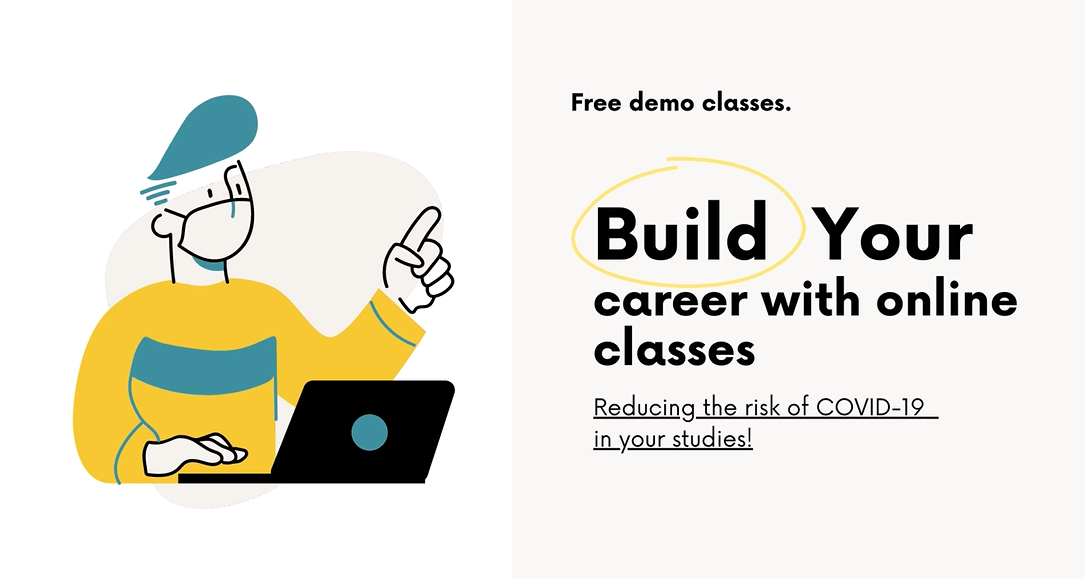 Free demo classes.
Build Your
career with online
classes
Reducing the risk of COVID-19
in your studies!